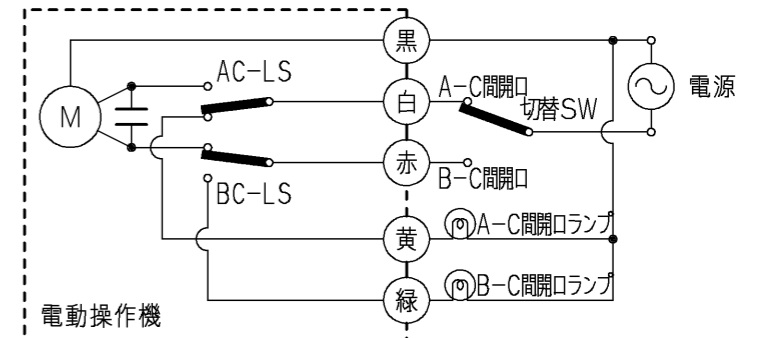 黒
AC-LS
A-C間開口
切替SW
電源
M
白
赤
B-C間開口
BC-LS
黄
A-C間開口ランプ
緑
B-C間開口ランプ
電動操作機